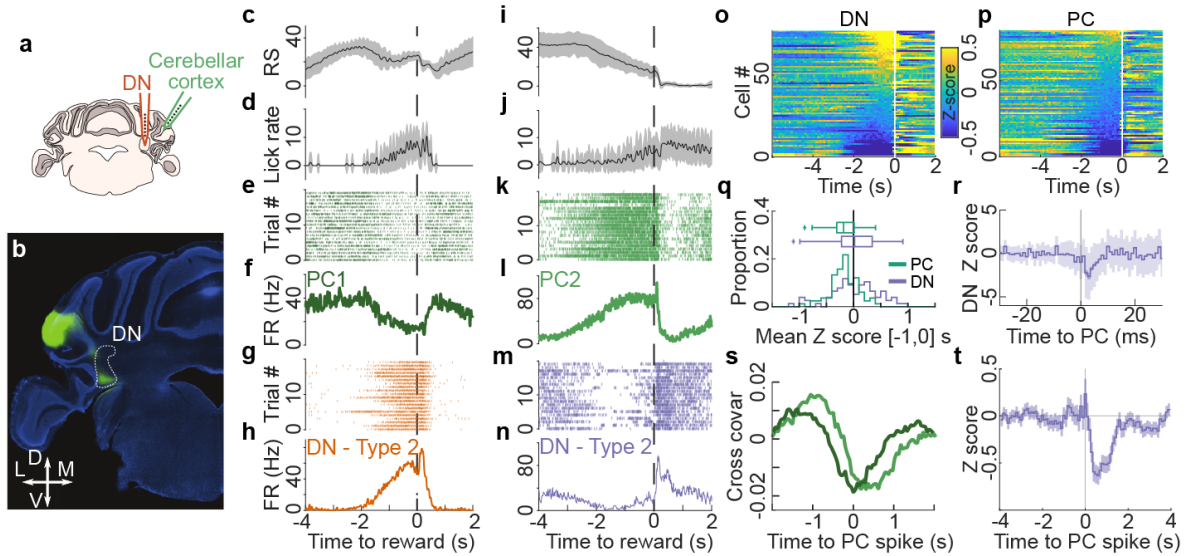 a
Cerebellar
cortex
DN
b
DN
D
L M
V
c
RS
40
0
d
Lick rate
10
0
e
Trial #
10
0
f
PC1
FR (Hz)
40
0
g
Trial #
10
0
h
DN - Type 2
FR (Hz)
40
0
-4 -2 0 2
Time to reward (s)
i
40
0
j
10
0
k
10
0
l
PC2
80
40
0
m
10
0
n
DN - Type 2
80
40
0
-4 -2 0 2
Time to reward (s)
o
DN
Cell #
50
0
-4 -2 0 2
Time (s)
Z-score
0.5
0
-0.5
p
PC
50
0
-4 -2 0 2
Time (s)
q
Proportion
0.4
0.2
0
PC
DN
-1 0 1
Mean Z score [-1,0] s
r
DN Z score
5
0
-5
-20 0 20
Time to PC (ms)
s
Cross covar
0.02
0
-0.02
-1 0 1
Time to PC spike (s)
t
Z score
0.5
0
-0.5
-4 -2 0 2 4
Time to PC spike (s)